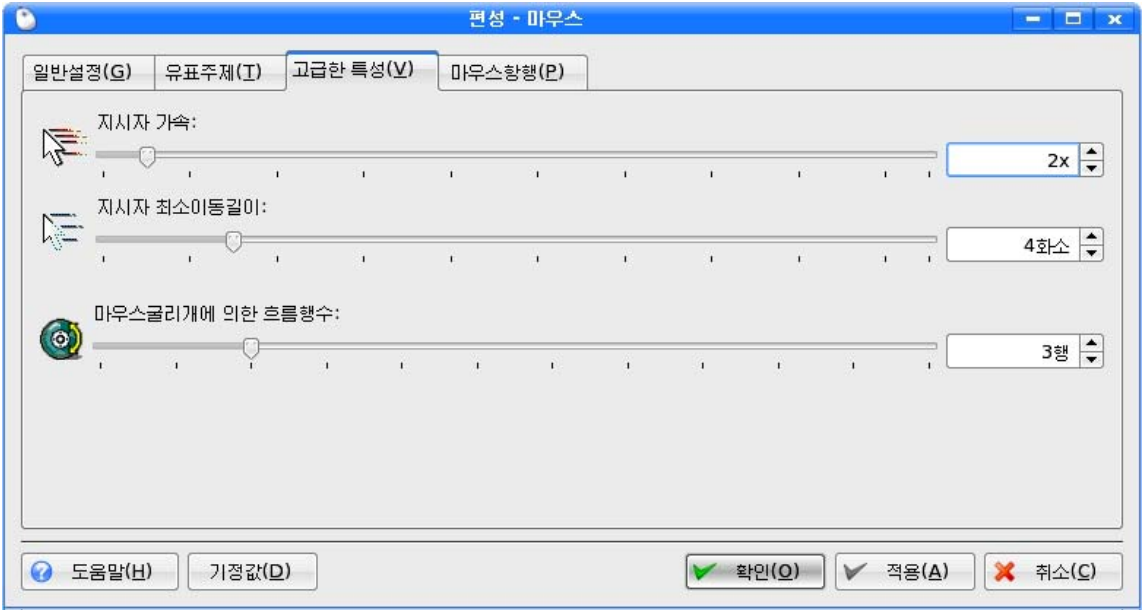 편성 - 마우스
일반설정(G) 유표주제(T) 고급한 특성(V) 마우스항행(P)
지시자 가속:
2x
지시자 최소이동길이:
4화소
마우스굴리개에 의한 흐름행수:
3행
도움말(H) 기정값(D) 확인(O) 적용(A) 취소(C)